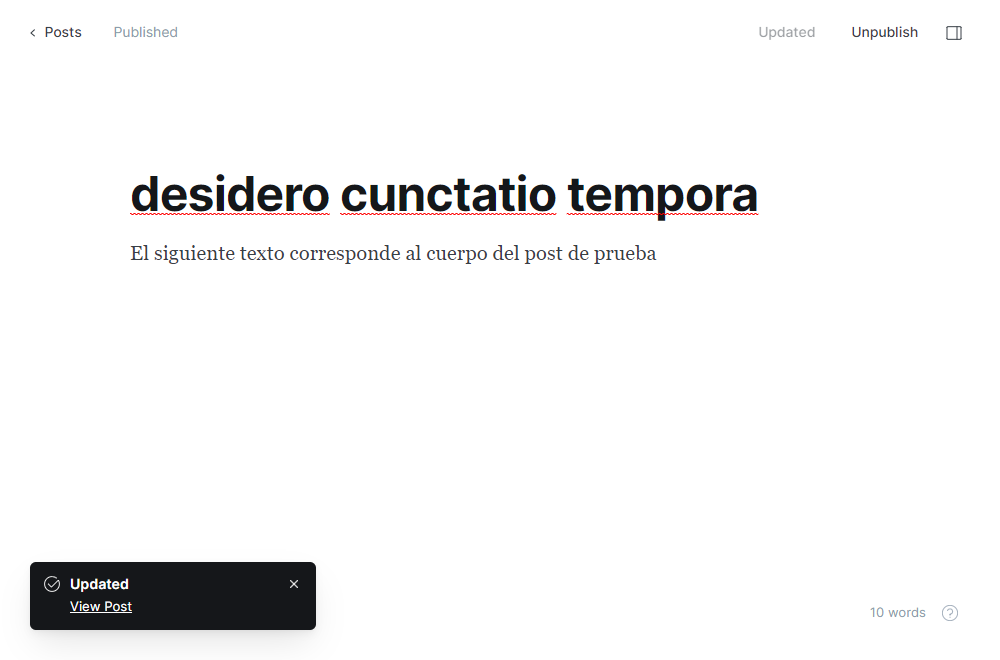 Posts Published Updated Unpublish
desidero cunctatio tempora
El siguiente texto corresponde al cuerpo del post de prueba
Updated
View Post
10 words